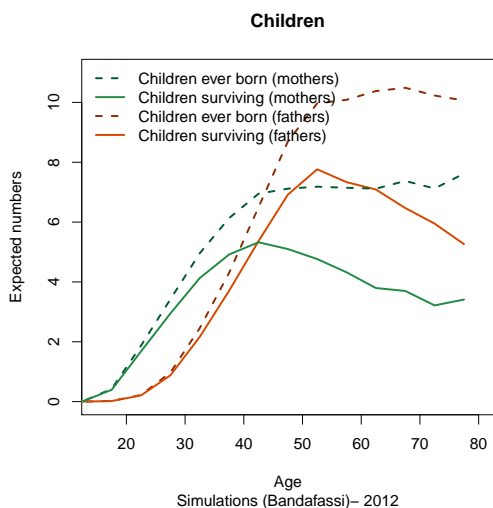 Children
Children ever born (mothers)
Children surviving (mothers)
Children ever born (fathers)
Children surviving (fathers)
Expected numbers
0
2
4
6
8
10
20
30
40
50
60
70
80
Age
Simulations (Bandafassi)− 2012